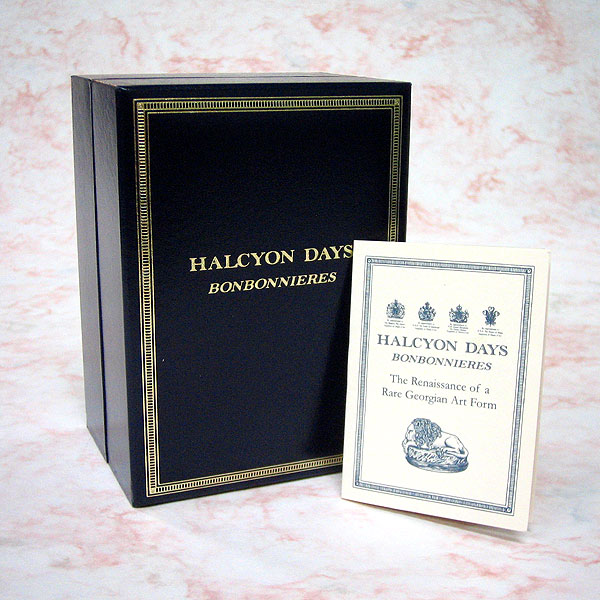 HALCYON DAYS
BONBONNIERES
HALCYON DAYS
BONBONNIERES
The Renaissance of a
Rare Georgian Art Form